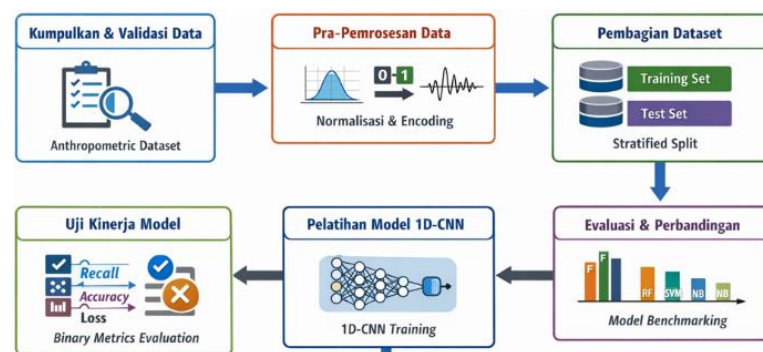 Kumpulkan & Validasi Data
Anthropometric Dataset
Pra-Pemrosesan Data
0-1
Normalisasi & Encoding
Pembagian Dataset
Training Set
Test Set
Stratified Split
Evaluasi & Perbandingan
F
F
RF
SVM
NB
NB
Model Benchmarking
Pelatihan Model 1D-CNN
1D-CNN Training
Uji Kinerja Model
Recall
Accuracy
Loss
Binary Metrics Evaluation